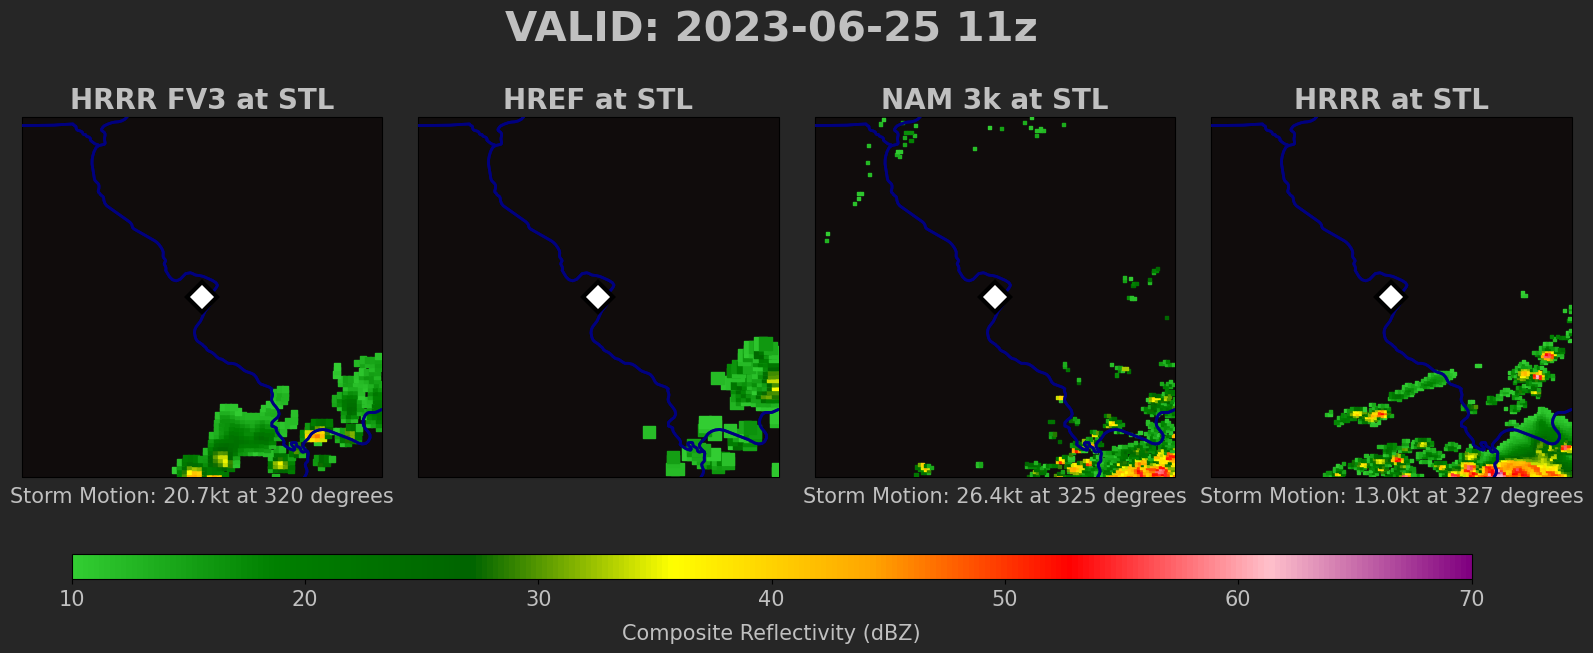 VALID: 2023-06-25 11z
HRRR FV3 at STL
HREF at STL
NAM 3k at STL
HRRR at STL
Storm Motion: 20.7kt at 320 degrees
Storm Motion: 26.4kt at 325 degrees
Storm Motion: 13.0kt at 327 degrees
10 20 30 40 50 60 70
Composite Reflectivity (dBZ)